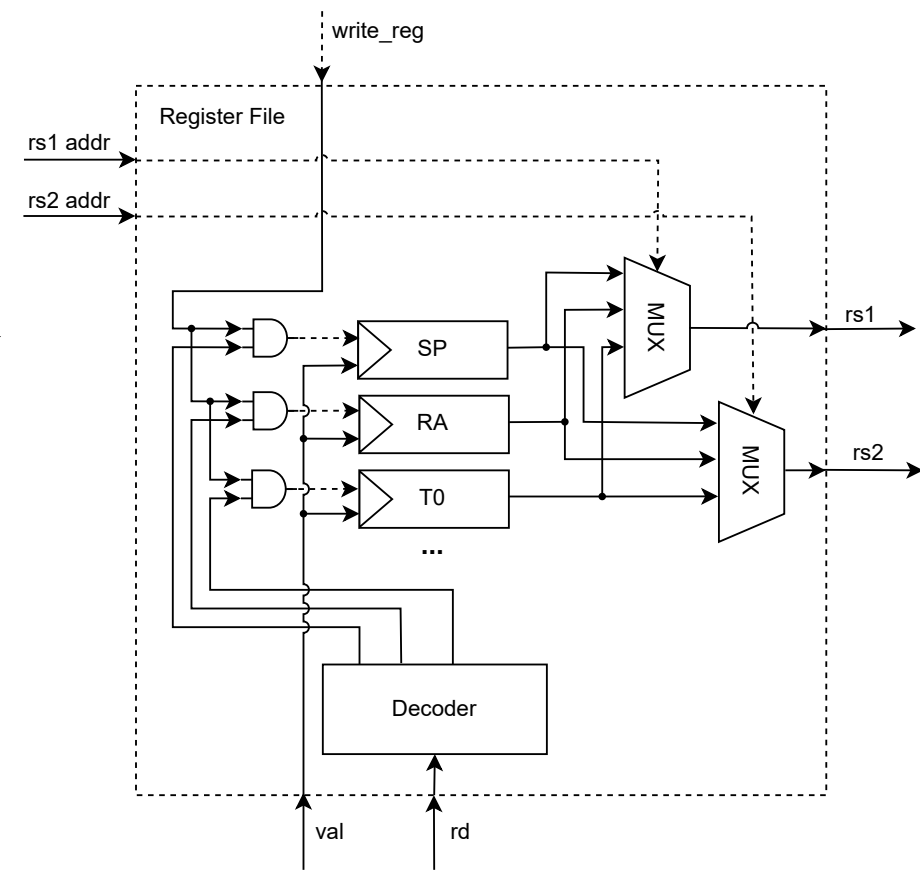 write_reg
Register File
rs1 addr
rs2 addr
MUX
rs1
SP
RA
MUX
rs2
T0
...
Decoder
val
rd